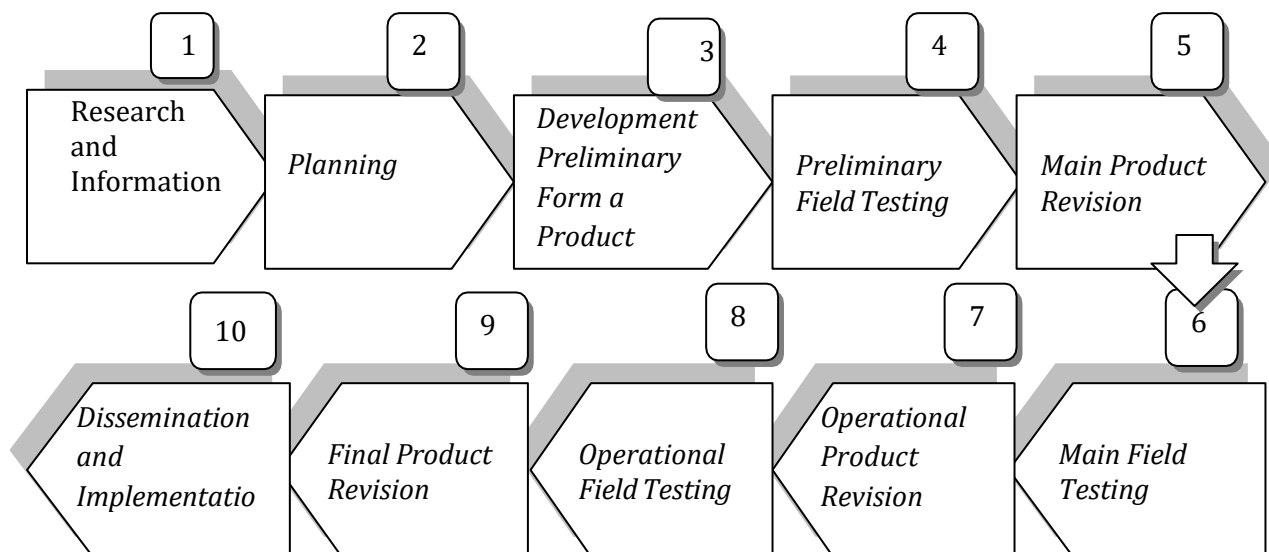 1
Research
and
Information
2
Planning
3
Development
Preliminary
Form a
Product
4
Preliminary
Field Testing
5
Main Product
Revision
6
Main Field
Testing
7
Operational
Product
Revision
8
Operational
Field Testing
9
Final Product
Revision
10
Dissemination
and
Implementatio